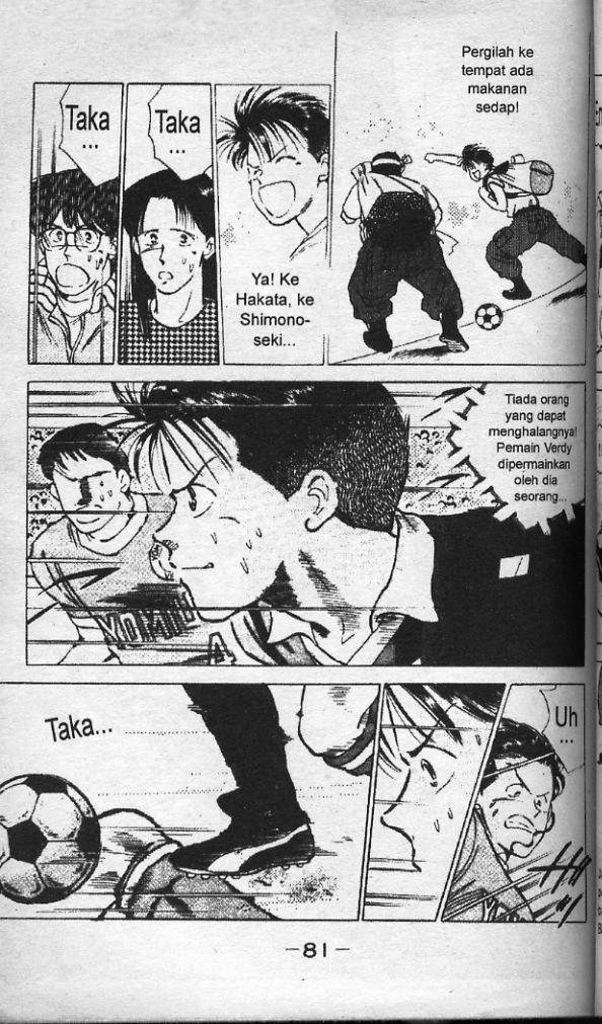 Pergilah ke
tempat ada
makanan
sedap!
Ya! Ke
Hakata, ke
Shimono-
seki...
Taka
...
Taka
...
Tiada orang
yang dapat
menghalangnya!
Pemain Verdy
dipermainkan
oleh dia
seorang...
YOMIU
4
Uh
...
Taka...
-81-